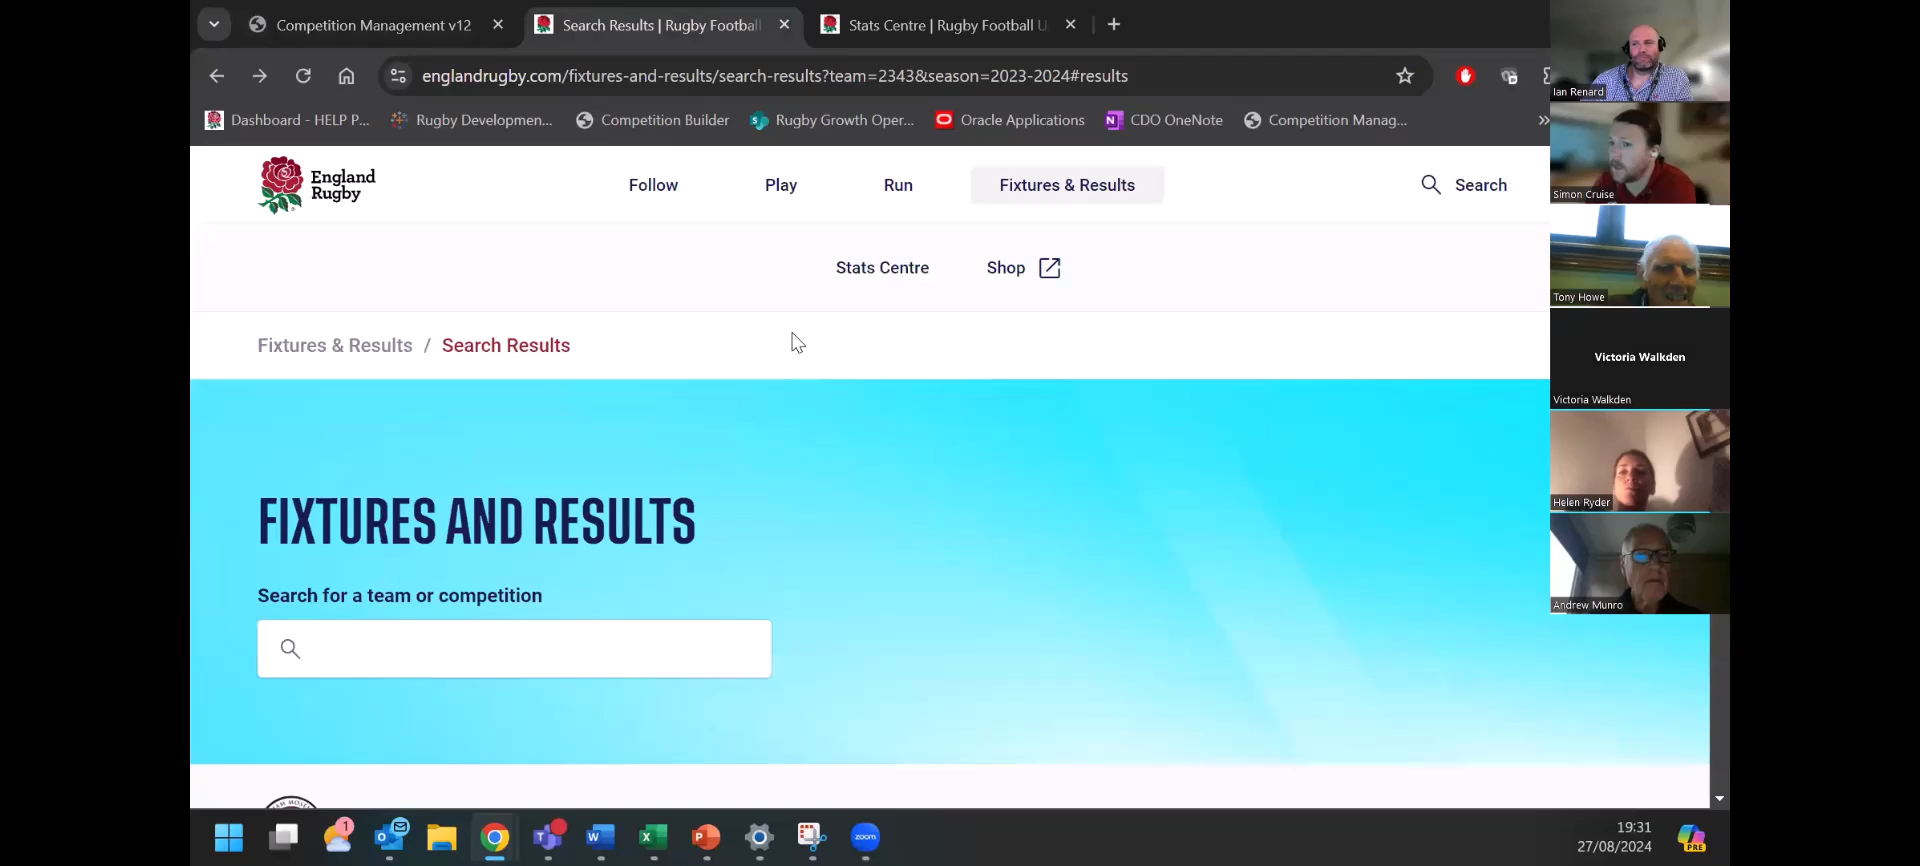 Competition Management v12
Search Results | Rugby Football
Stats Centre | Rugby Football U
englandrugby.com/fixtures-and-results/search-results?team=2343&season=2023-2024#results
Dashboard - HELP P...
Rugby Developmen...
Competition Builder
Rugby Growth Oper...
Oracle Applications
CDO OneNote
Competition Manag...
England Rugby
Follow
Play
Run
Fixtures & Results
Search
Stats Centre
Shop
Fixtures & Results / Search Results
FIXTURES AND RESULTS
Search for a team or competition
Ian Renard
Simon Cruise
Tony Howe
Victoria Walkden
Victoria Walkden
Helen Ryder
Andrew Munro
1
zoom
19:31
27/08/2024
PRE